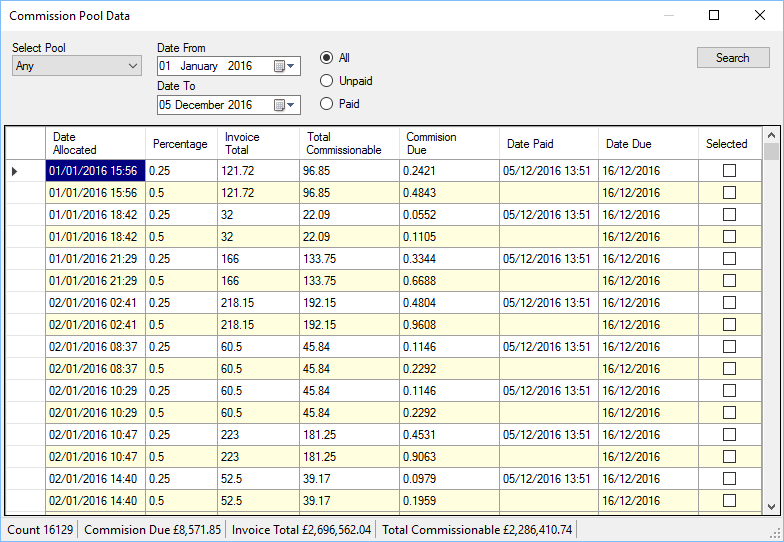 Commission Pool Data
Select Pool
Any
Date From
01 January 2016
Date To
05 December 2016
All
Unpaid
Paid
Search
Date Allocated Percentage Invoice Total Total Commissionable Commision Due Date Paid Date Due Selected
01/01/2016 15:56 0.25 121.72 96.85 0.2421 05/12/2016 13:51 16/12/2016
01/01/2016 15:56 0.5 121.72 96.85 0.4843 16/12/2016
01/01/2016 18:42 0.25 32 22.09 0.0552 05/12/2016 13:51 16/12/2016
01/01/2016 18:42 0.5 32 22.09 0.1105 16/12/2016
01/01/2016 21:29 0.25 166 133.75 0.3344 05/12/2016 13:51 16/12/2016
01/01/2016 21:29 0.5 166 133.75 0.6688 16/12/2016
02/01/2016 02:41 0.25 218.15 192.15 0.4804 05/12/2016 13:51 16/12/2016
02/01/2016 02:41 0.5 218.15 192.15 0.9608 16/12/2016
02/01/2016 08:37 0.25 60.5 45.84 0.1146 05/12/2016 13:51 16/12/2016
02/01/2016 08:37 0.5 60.5 45.84 0.2292 16/12/2016
02/01/2016 10:29 0.25 60.5 45.84 0.1146 05/12/2016 13:51 16/12/2016
02/01/2016 10:29 0.5 60.5 45.84 0.2292 16/12/2016
02/01/2016 10:47 0.25 223 181.25 0.4531 05/12/2016 13:51 16/12/2016
02/01/2016 10:47 0.5 223 181.25 0.9063 16/12/2016
02/01/2016 14:40 0.25 52.5 39.17 0.0979 05/12/2016 13:51 16/12/2016
02/01/2016 14:40 0.5 52.5 39.17 0.1959 16/12/2016
Count 16129 Commision Due £8,571.85 Invoice Total £2,696,562.04 Total Commissionable £2,286,410.74